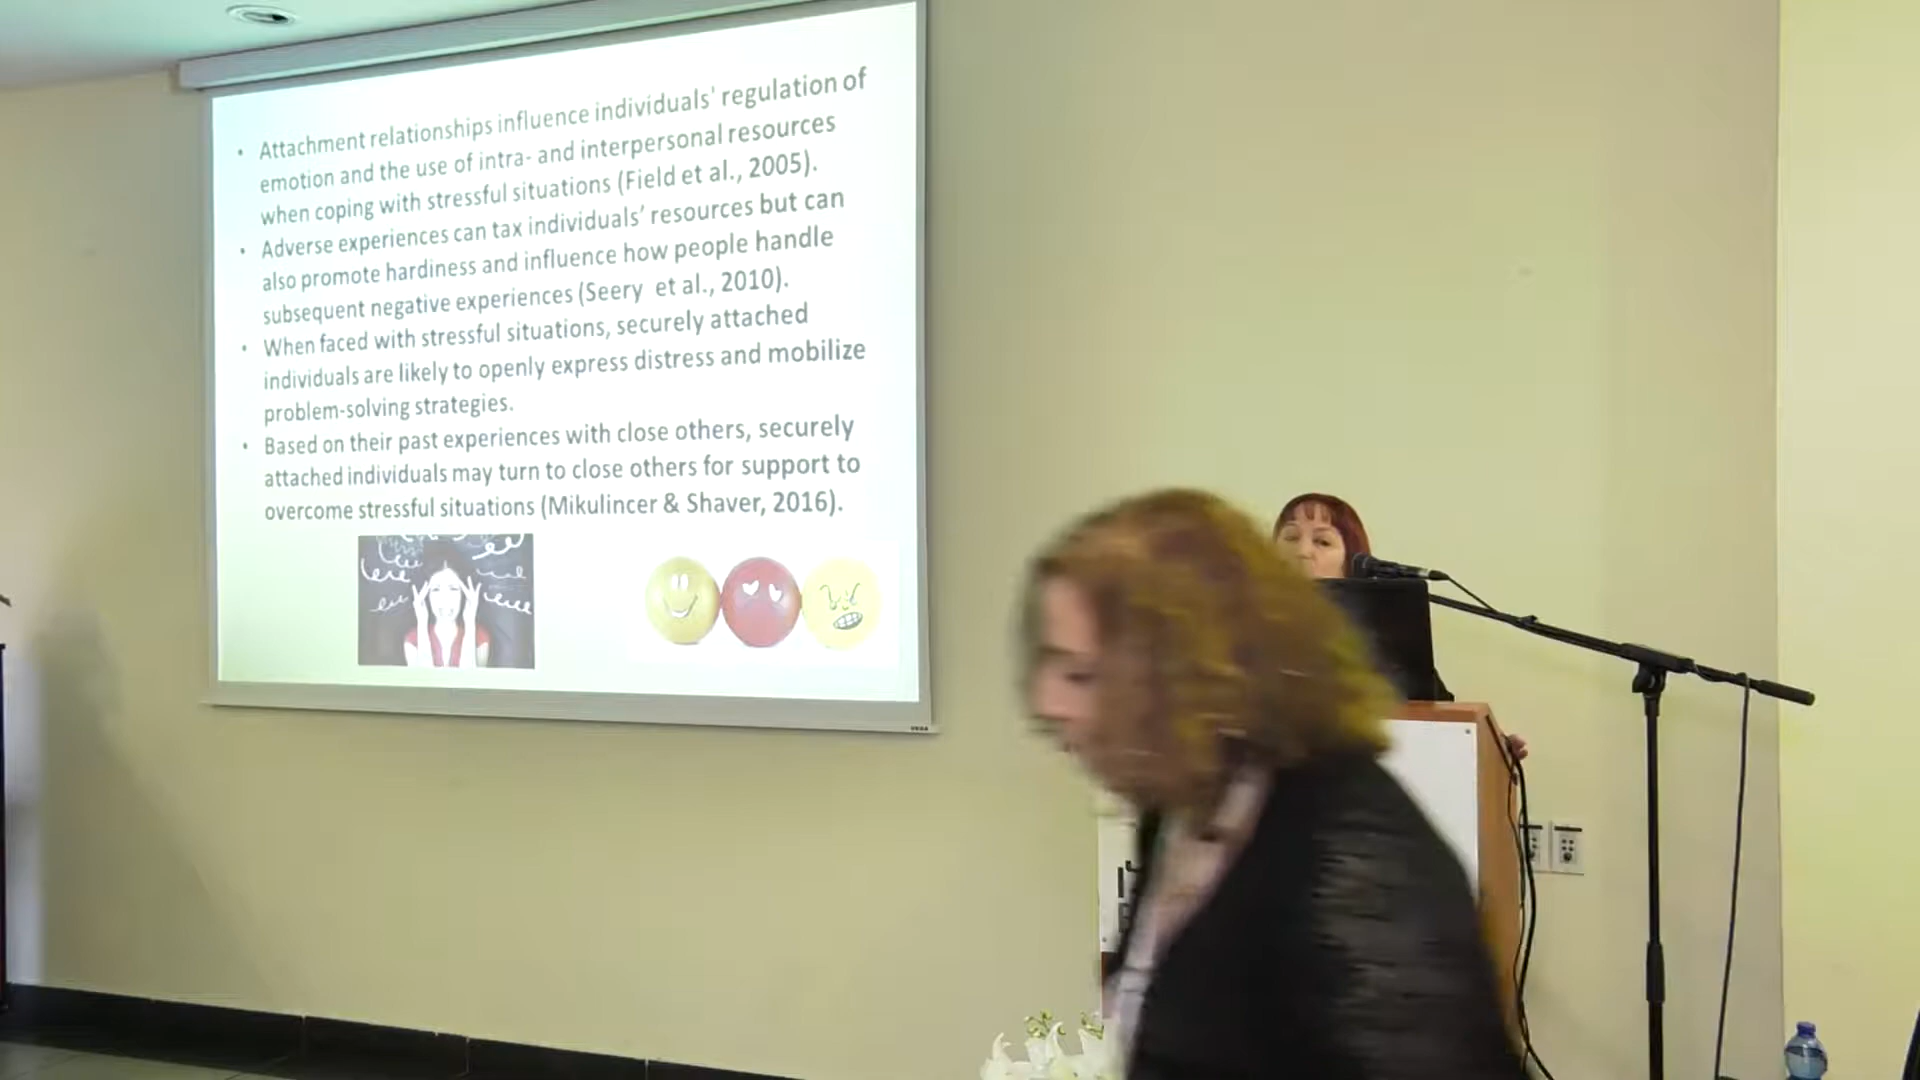 • Attachment relationships influence individuals' regulation of
emotion and the use of intra- and interpersonal resources
when coping with stressful situations (Field et al., 2005).
• Adverse experiences can tax individuals’ resources but can
also promote hardiness and influence how people handle
subsequent negative experiences (Seery et al., 2010).
• When faced with stressful situations, securely attached
individuals are likely to openly express distress and mobilize
problem-solving strategies.
• Based on their past experiences with close others, securely
attached individuals may turn to close others for support to
overcome stressful situations (Mikulincer & Shaver, 2016).